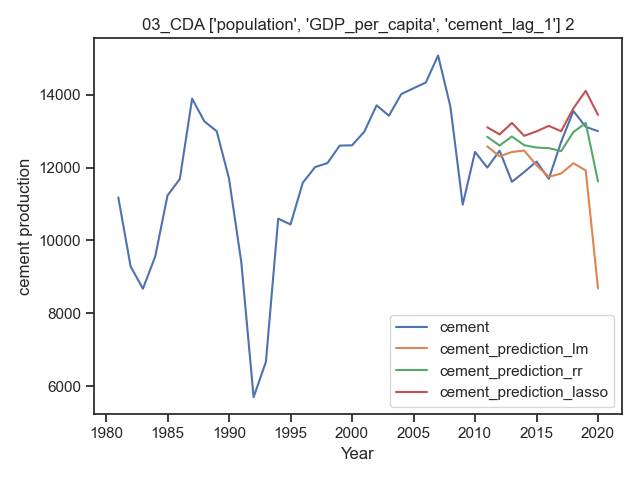 03_CDA ['population', 'GDP_per_capita', 'cement_lag_1'] 2
14000
12000
10000
8000
6000
cement production
cement
cement_prediction_lm
cement_prediction_rr
cement_prediction_lasso
1980 1985 1990 1995 2000 2005 2010 2015 2020
Year